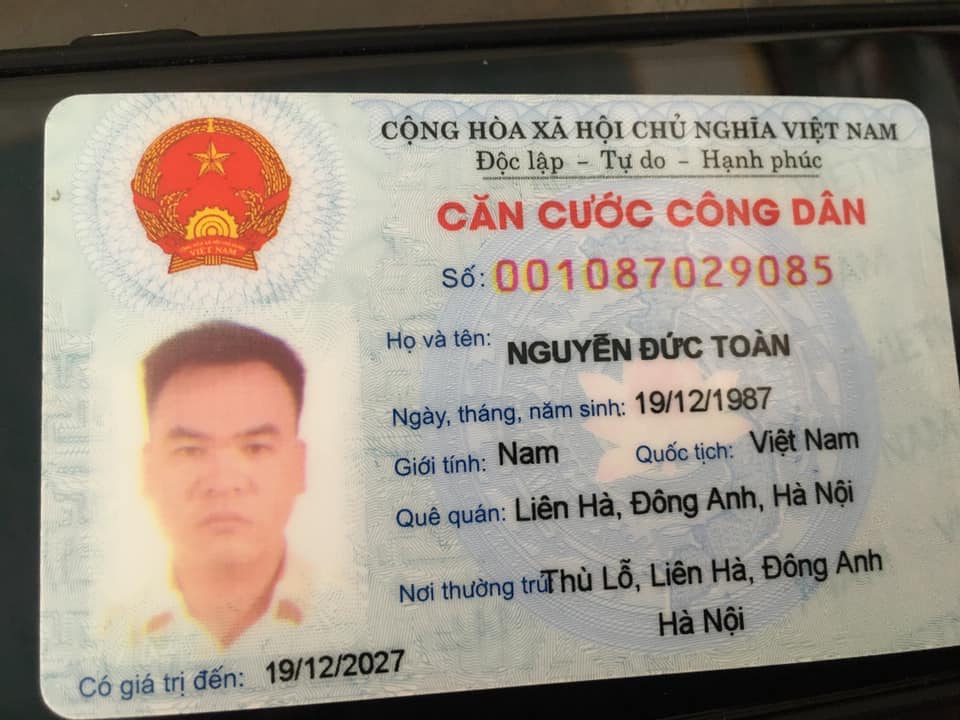 CỘNG HÒA XÃ HỘI CHỦ NGHĨA VIỆT NAM
Độc lập - Tự do - Hạnh phúc
CĂN CƯỚC CÔNG DÂN
Số: 001087029085
Họ và tên: NGUYỄN ĐỨC TOÀN
Ngày, tháng, năm sinh: 19/12/1987
Giới tính: Nam Quốc tịch: Việt Nam
Quê quán: Liên Hà, Đông Anh, Hà Nội
Nơi thường trú: Thù Lỗ, Liên Hà, Đông Anh
Hà Nội
Có giá trị đến: 19/12/2027
VIỆT NAM